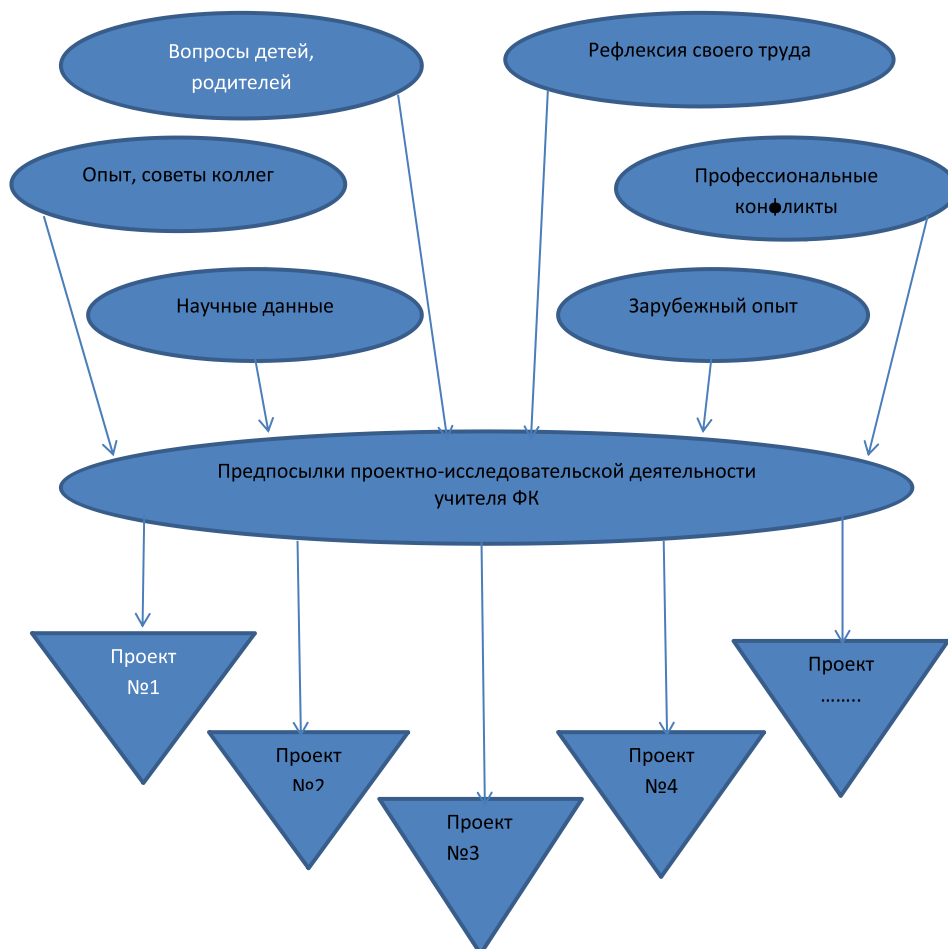 Вопросы детей,
родителей
Рефлексия своего труда
Опыт, советы коллег
Профессиональные
конфликты
Научные данные
Зарубежный опыт
Предпосылки проектно-исследовательской деятельности
учителя ФК
Проект
№1
Проект
№2
Проект
№3
Проект
№4
Проект
……..